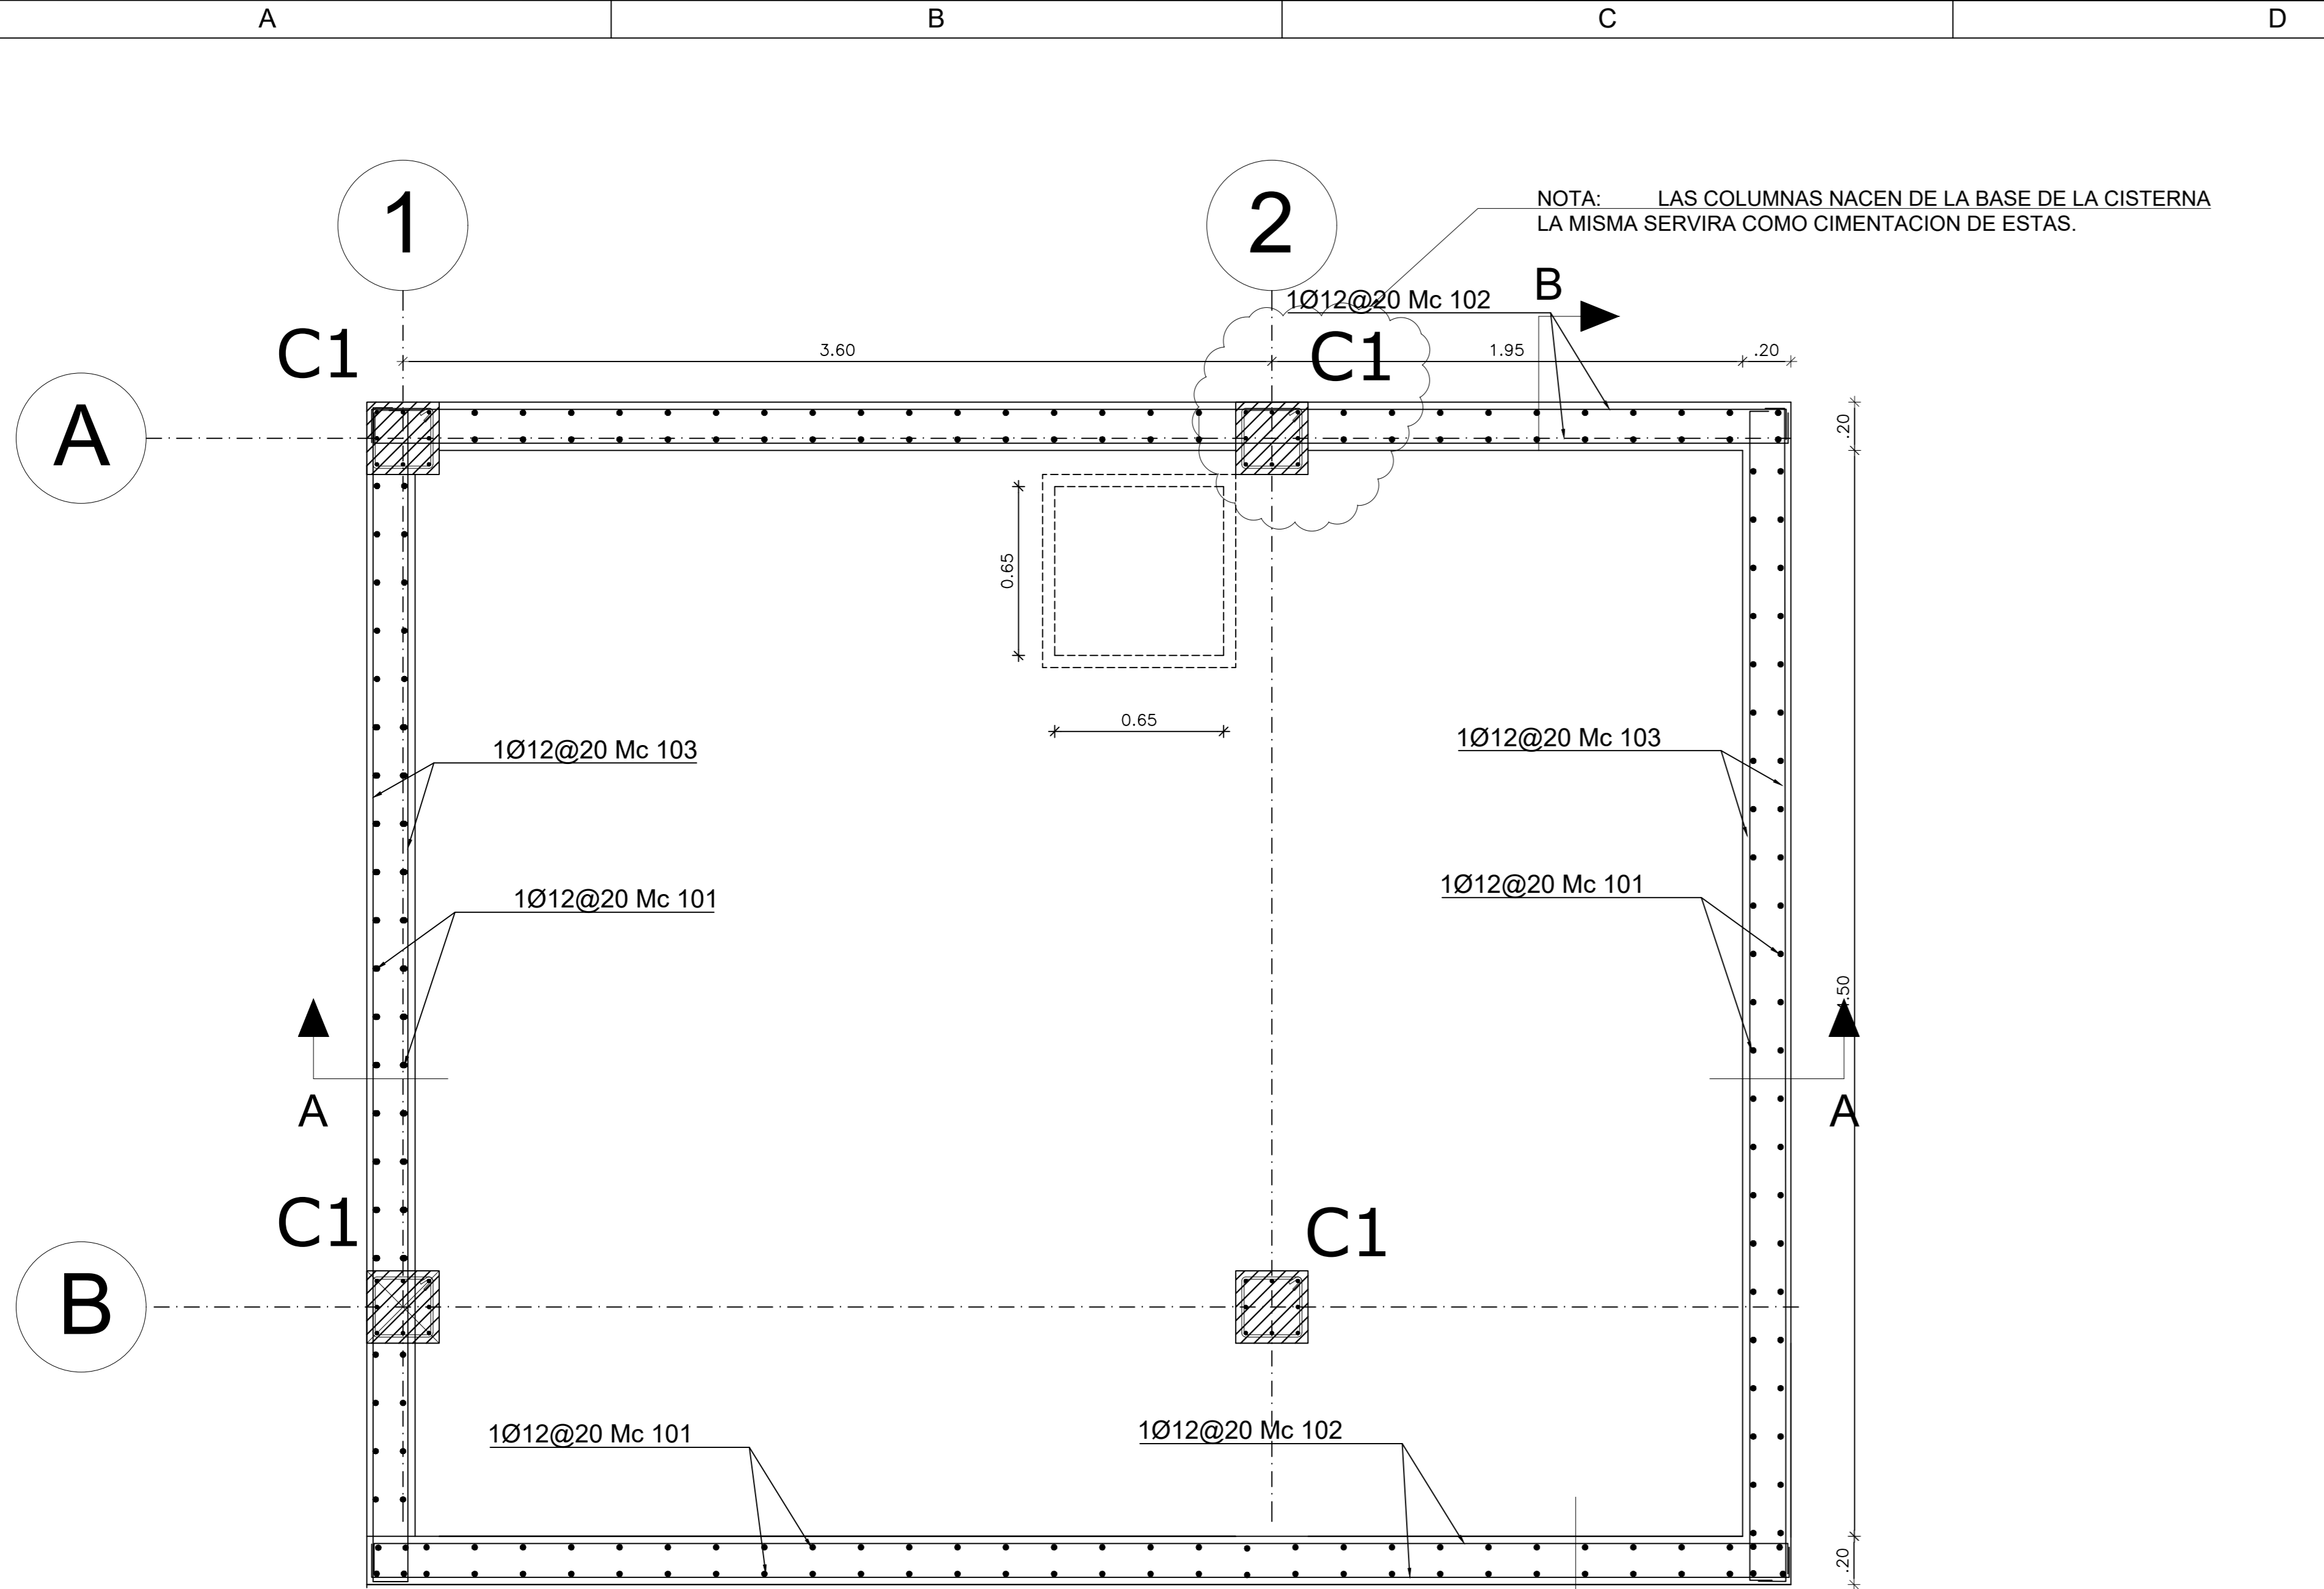 A B C D
1 2
NOTA: LAS COLUMNAS NACEN DE LA BASE DE LA CISTERNA
LA MISMA SERVIRA COMO CIMENTACION DE ESTAS.
1Ø12@20 Mc 102
B
C1 C1
3.60 1.95 .20
A
.20
0.65
0.65
1Ø12@20 Mc 103
1Ø12@20 Mc 103
1Ø12@20 Mc 101
1Ø12@20 Mc 101
.50
A A
C1 C1
B
1Ø12@20 Mc 101
1Ø12@20 Mc 102
.20